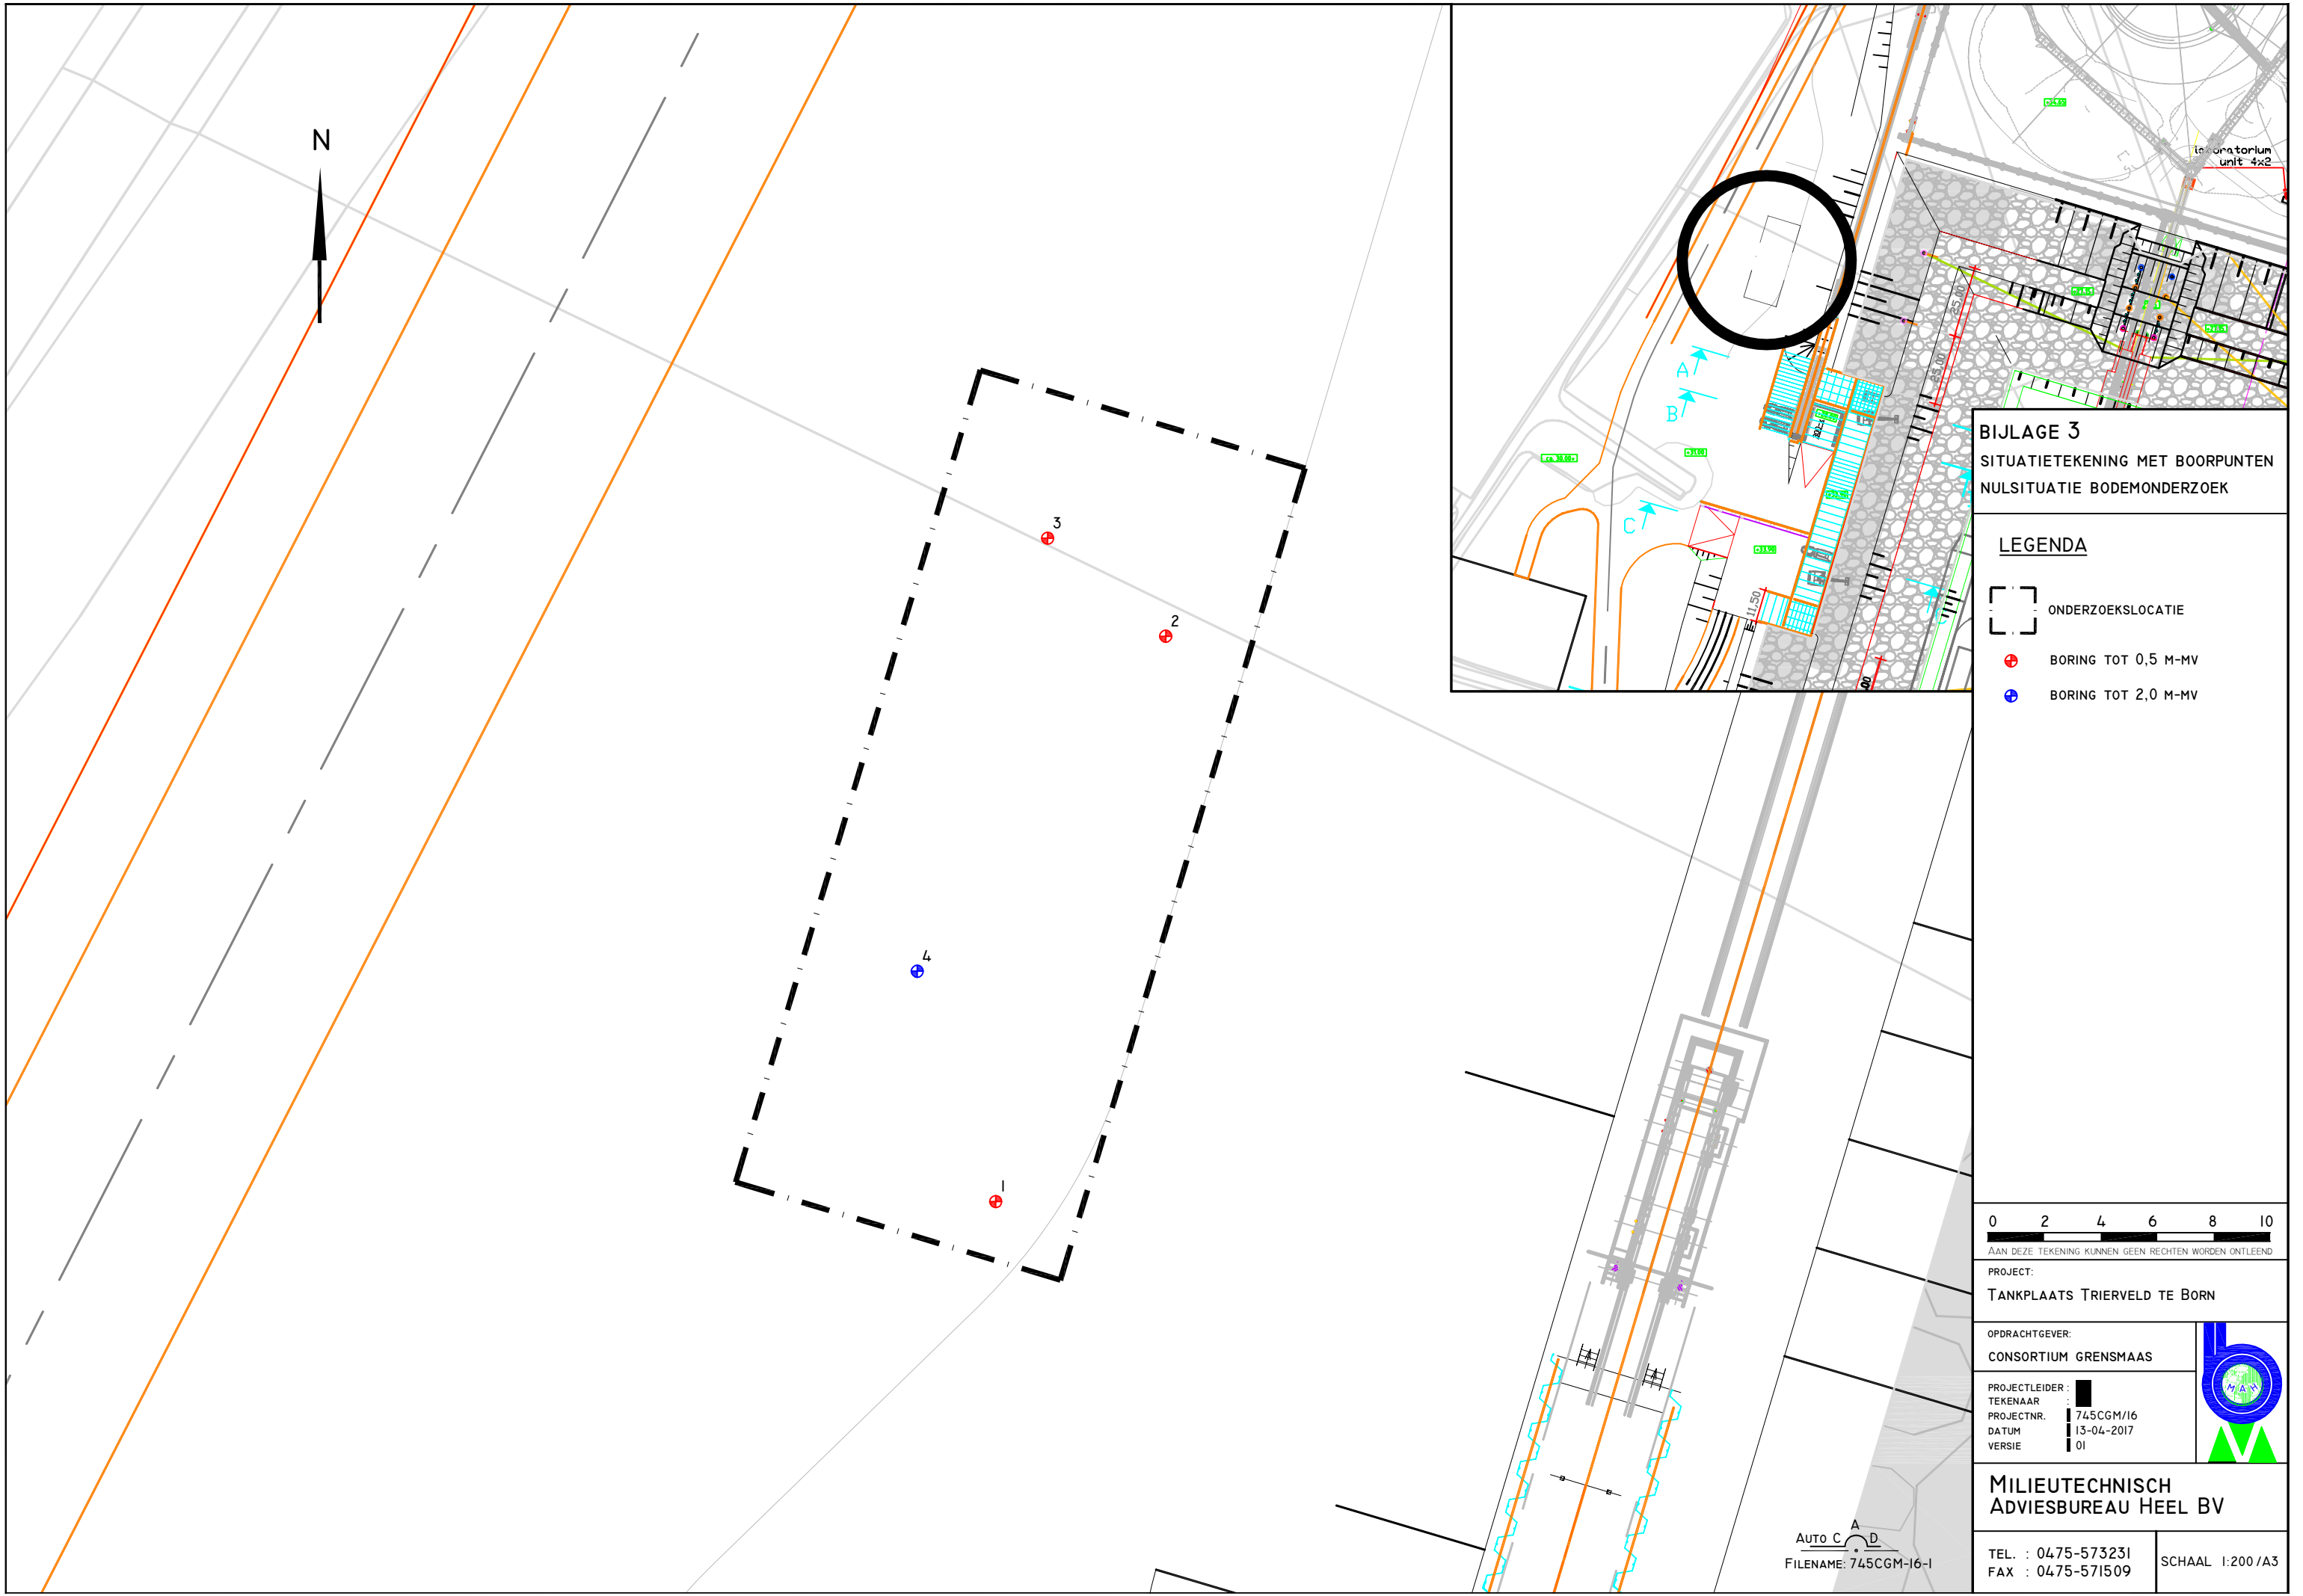 N
3
2
4
1
laboratorium
unit 4x2
25,00
25,00
A
B
C
11,50
BIJLAGE 3
SITUATIETEKENING MET BOORPUNTEN
NULSITUATIE BODEMONDERZOEK
LEGENDA
ONDERZOEKSLOCATIE
BORING TOT 0,5 M-MV
BORING TOT 2,0 M-MV
0 2 4 6 8 10
AAN DEZE TEKENING KUNNEN GEEN RECHTEN WORDEN ONTLEEND
PROJECT:
TANKPLAATS TRIERVELD TE BORN
OPDRACHTGEVER:
CONSORTIUM GRENSMAAS
PROJECTLEIDER :
TEKENAAR :
PROJECTNR. 745CGM/16
DATUM 13-04-2017
VERSIE 01
MAH
MILIEUTECHNISCH
ADVIESBUREAU HEEL BV
TEL. : 0475-573231
FAX : 0475-571509
SCHAAL 1:200/A3
AUTO CAD
FILENAME: 745CGM-16-1